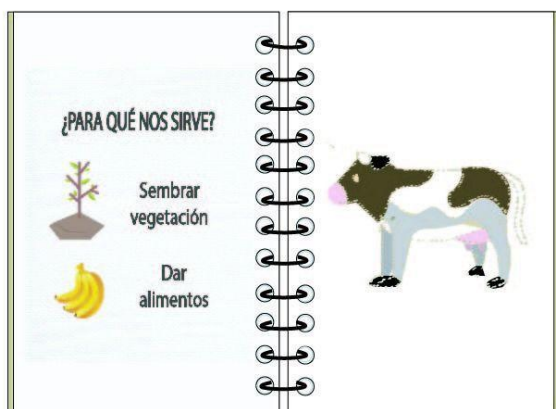 ¿PARA QUÉ NOS SIRVE?
Sembrar
vegetación
Dar
alimentos